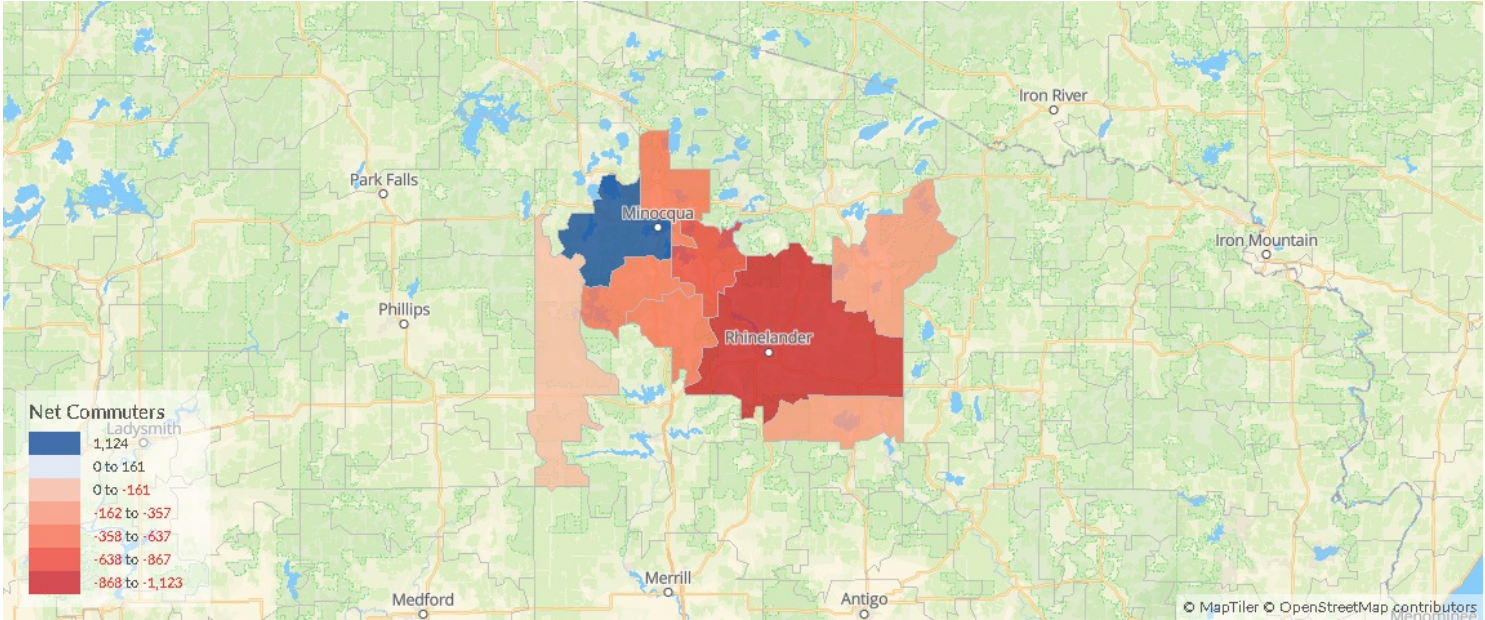 Iron River
Park Falls
Minocqua
Iron Mountain
Phillips
Rhinelander
Net Commuters
Ladysmith
1,124
0 to 161
0 to -161
-162 to -357
-358 to -637
-638 to -867
-868 to -1,123
Merrill
Medford
Antigo
© MapTiler © OpenStreetMap contributors
Menominee